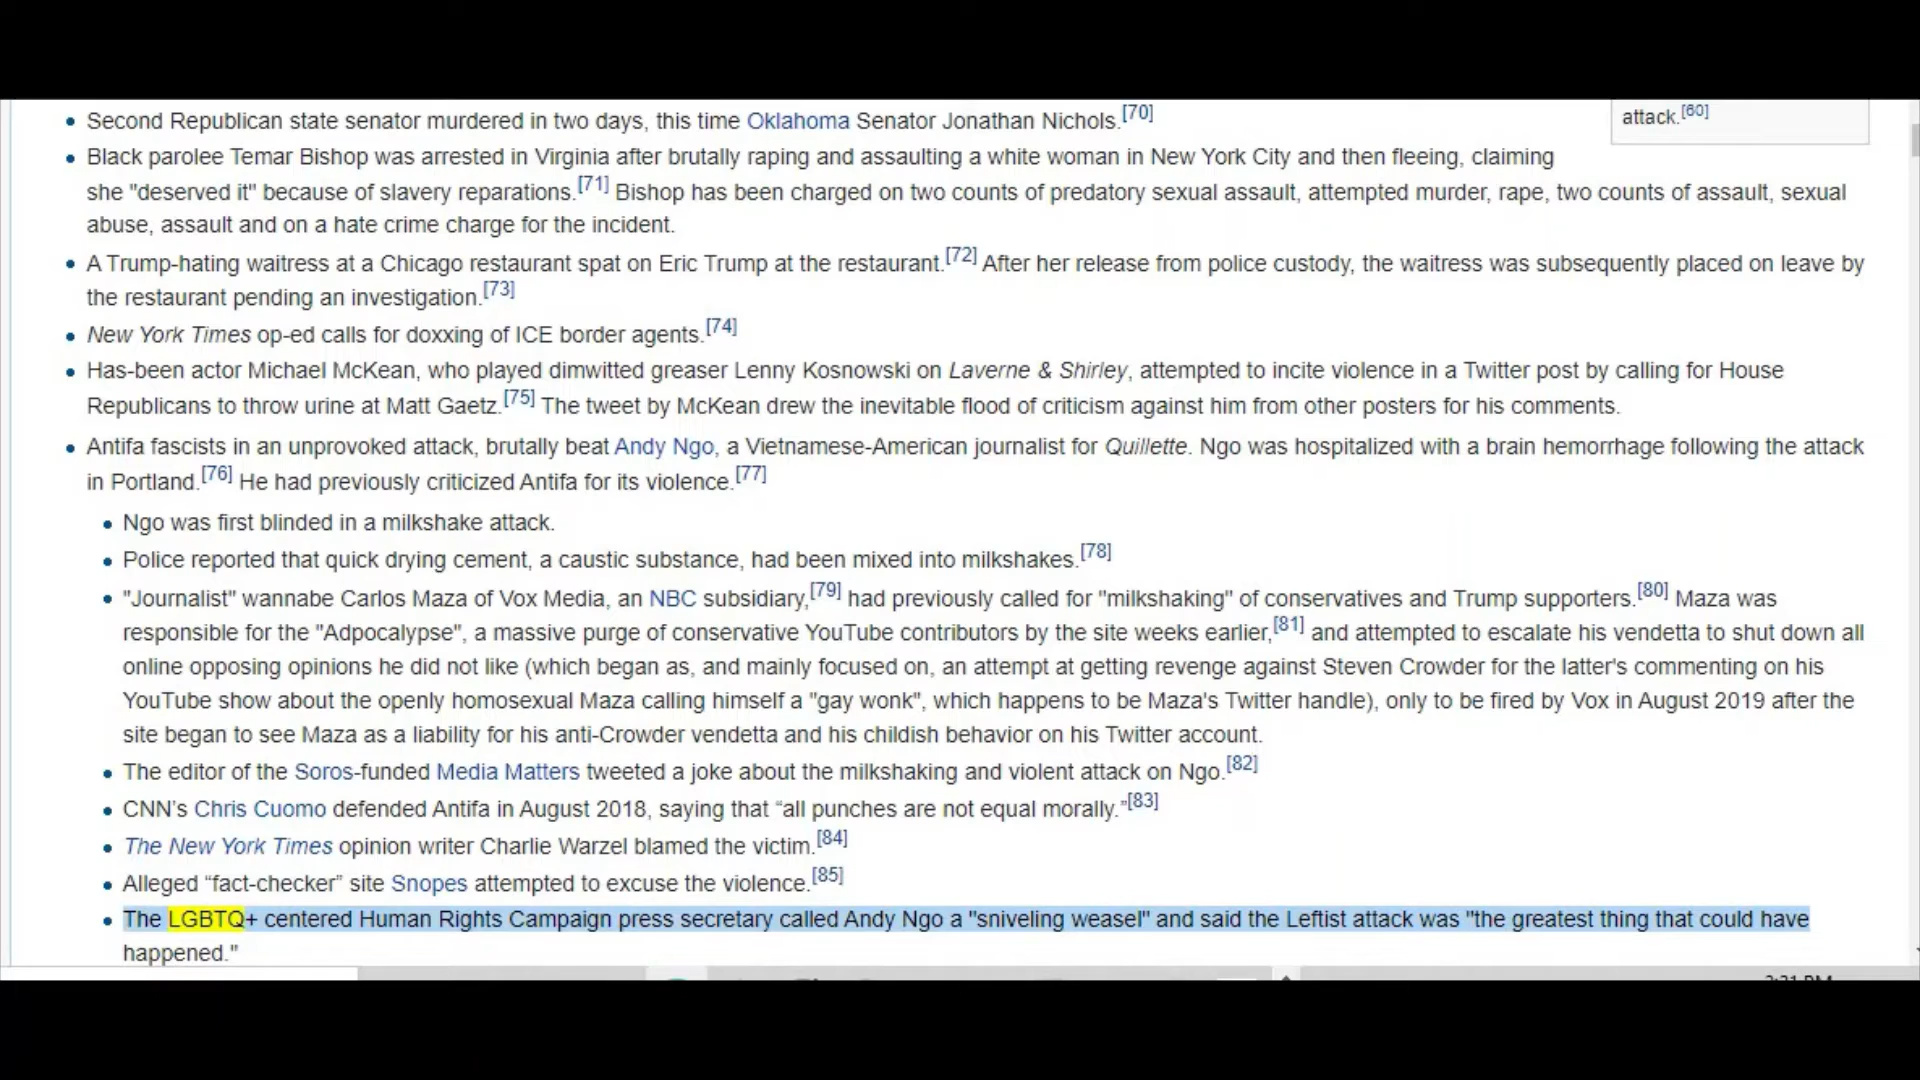 attack.[60]
Second Republican state senator murdered in two days, this time Oklahoma Senator Jonathan Nichols.[70]
Black parolee Temar Bishop was arrested in Virginia after brutally raping and assaulting a white woman in New York City and then fleeing, claiming
she "deserved it" because of slavery reparations.[71] Bishop has been charged on two counts of predatory sexual assault, attempted murder, rape, two counts of assault, sexual
abuse, assault and on a hate crime charge for the incident.
A Trump-hating waitress at a Chicago restaurant spat on Eric Trump at the restaurant.[72] After her release from police custody, the waitress was subsequently placed on leave by
the restaurant pending an investigation.[73]
New York Times op-ed calls for doxxing of ICE border agents.[74]
Has-been actor Michael McKean, who played dimwitted greaser Lenny Kosnowski on Laverne & Shirley, attempted to incite violence in a Twitter post by calling for House
Republicans to throw urine at Matt Gaetz.[75] The tweet by McKean drew the inevitable flood of criticism against him from other posters for his comments.
Antifa fascists in an unprovoked attack, brutally beat Andy Ngo, a Vietnamese-American journalist for Quillette. Ngo was hospitalized with a brain hemorrhage following the attack
in Portland.[76] He had previously criticized Antifa for its violence.[77]
Ngo was first blinded in a milkshake attack.
Police reported that quick drying cement, a caustic substance, had been mixed into milkshakes.[78]
"Journalist" wannabe Carlos Maza of Vox Media, an NBC subsidiary,[79] had previously called for "milkshaking" of conservatives and Trump supporters.[80] Maza was
responsible for the "Adpocalypse", a massive purge of conservative YouTube contributors by the site weeks earlier,[81] and attempted to escalate his vendetta to shut down all
online opposing opinions he did not like (which began as, and mainly focused on, an attempt at getting revenge against Steven Crowder for the latter's commenting on his
YouTube show about the openly homosexual Maza calling himself a "gay wonk", which happens to be Maza's Twitter handle), only to be fired by Vox in August 2019 after the
site began to see Maza as a liability for his anti-Crowder vendetta and his childish behavior on his Twitter account.
The editor of the Soros-funded Media Matters tweeted a joke about the milkshaking and violent attack on Ngo.[82]
CNN’s Chris Cuomo defended Antifa in August 2018, saying that “all punches are not equal morally.”[83]
The New York Times opinion writer Charlie Warzel blamed the victim.[84]
Alleged “fact-checker” site Snopes attempted to excuse the violence.[85]
The LGBTQ+ centered Human Rights Campaign press secretary called Andy Ngo a "sniveling weasel" and said the Leftist attack was "the greatest thing that could have
happened."